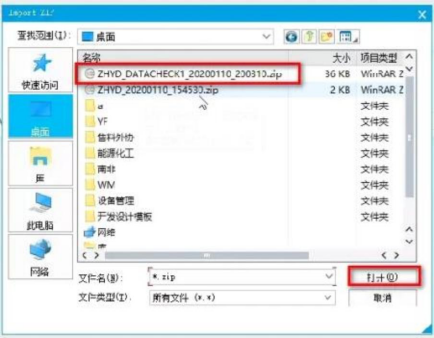 Import ZIP
查找范围(I): 桌面
名称 大小 项目类型
ZHYD_DATACHECK1_20200110_200310.zip 36 KB WinRAR Z
ZHYD_20200110_154530.zip 2 KB WinRAR Z
文件夹
YF 文件夹
信科外协 文件夹
能源化工 文件夹
南非 文件夹
WM 文件夹
设备管理 文件夹
开发设计模板 文件夹
网络
快速访问
桌面
库
此电脑
网络
文件名(N): *.zip 打开(O)
文件类型(T): 所有文件 (*.*) 取消